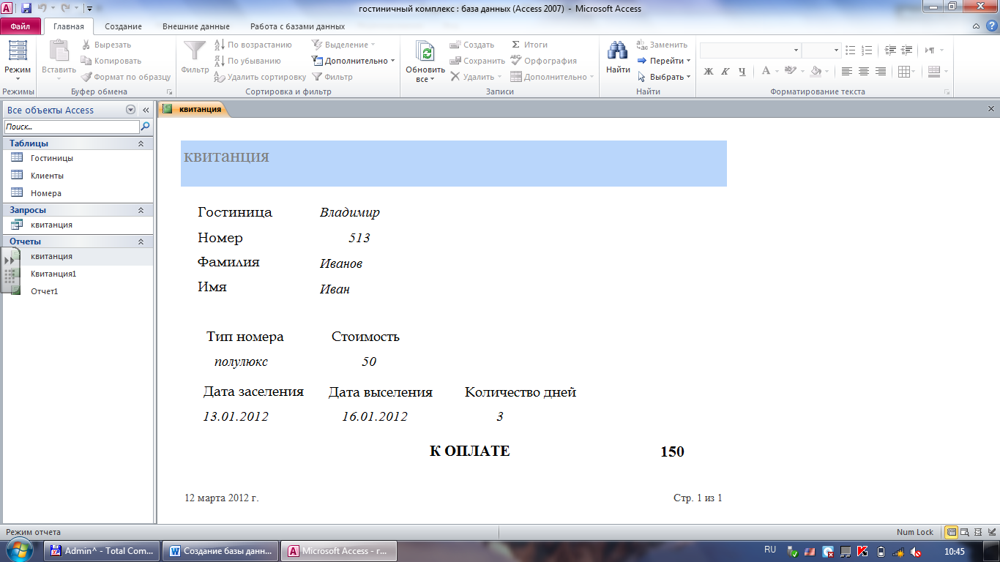 гостиничный комплекс : база данных (Access 2007) - Microsoft Access
Файл Главная Создание Внешние данные Работа с базами данных
Режим
Режимы
Вставить
Вырезать
Копировать
Формат по образцу
Буфер обмена
Фильтр
По возрастанию
По убыванию
Удалить сортировку
Выделение
Дополнительно
Фильтр
Сортировка и фильтр
Обновить все
Создать
Сохранить
Удалить
Итоги
Орфография
Дополнительно
Записи
Найти
Заменить
Перейти
Выбрать
Найти
Ж К Ч А
Форматирование текста
Все объекты Access
Поиск...
Таблицы
Гостиницы
Клиенты
Номера
Запросы
квитанция
Отчеты
квитанция
Квитанция1
Отчет1
квитанция
квитанция
Гостиница Владимир
Номер 513
Фамилия Иванов
Имя Иван
Тип номера Стоимость
полулюкс 50
Дата заселения Дата выселения Количество дней
13.01.2012 16.01.2012 3
К ОПЛАТЕ 150
12 марта 2012 г. Стр. 1 из 1
Режим отчета Num Lock
Admin^ - Total Com... Создание базы данн... Microsoft Access - г... RU 10:45